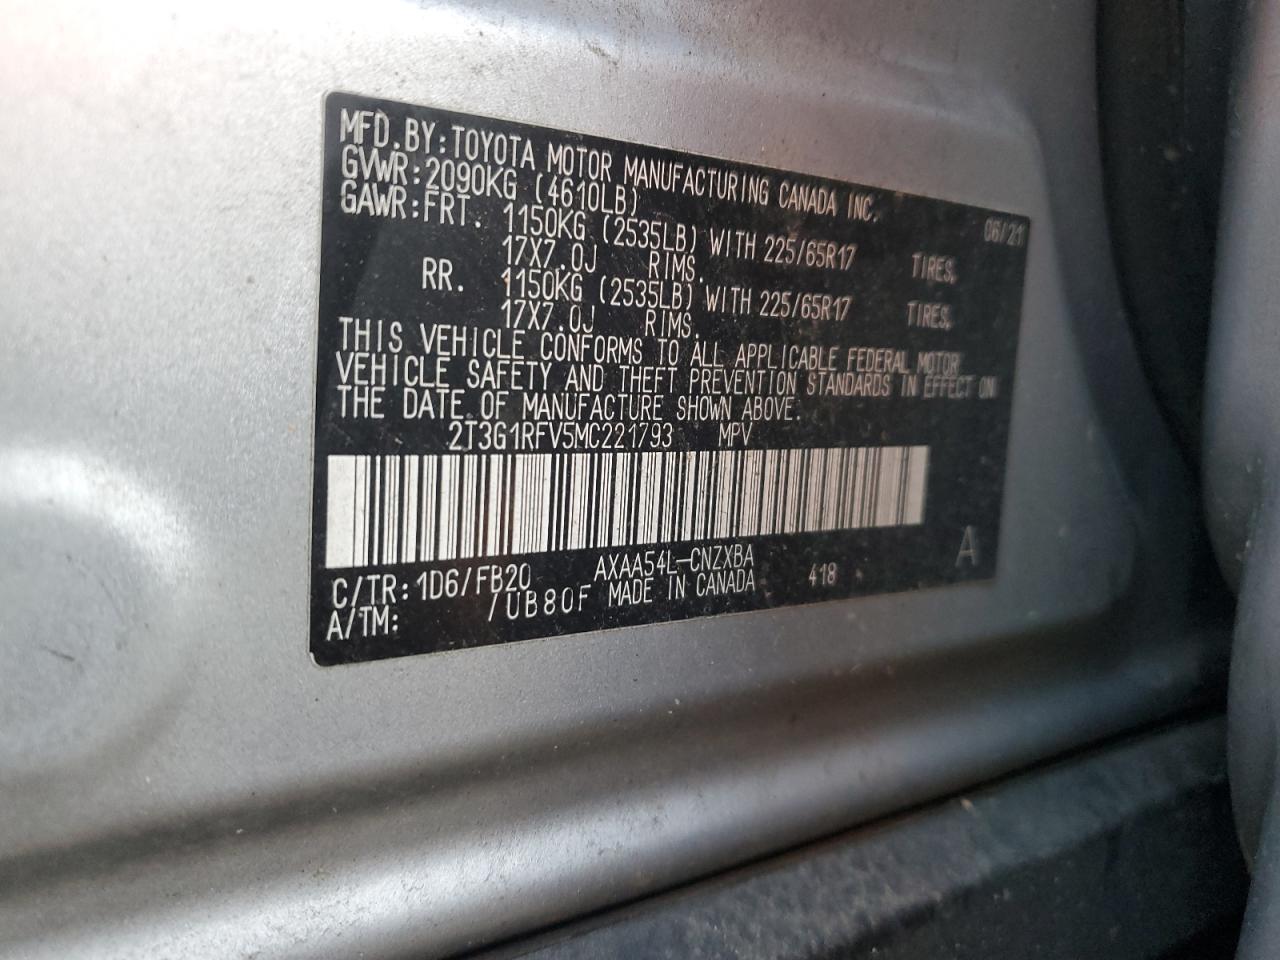 MFD.BY:TOYOTA MOTOR MANUFACTURING CANADA INC.
GVWR:2090KG (4610LB) 06/21
GAWR:FRT. 1150KG (2535LB) WITH 225/65R17 TIRES,
17X7.0J RIMS.
RR. 1150KG (2535LB) WITH 225/65R17 TIRES,
17X7.0J RIMS.
THIS VEHICLE CONFORMS TO ALL APPLICABLE FEDERAL MOTOR
VEHICLE SAFETY AND THEFT PREVENTION STANDARDS IN EFFECT ON
THE DATE OF MANUFACTURE SHOWN ABOVE.
2T3G1RFV5MC221793 MPV
C/TR:1D6/FB20 AXAA54L-CNZXBA 418 A
A/TM: /UB80F MADE IN CANADA